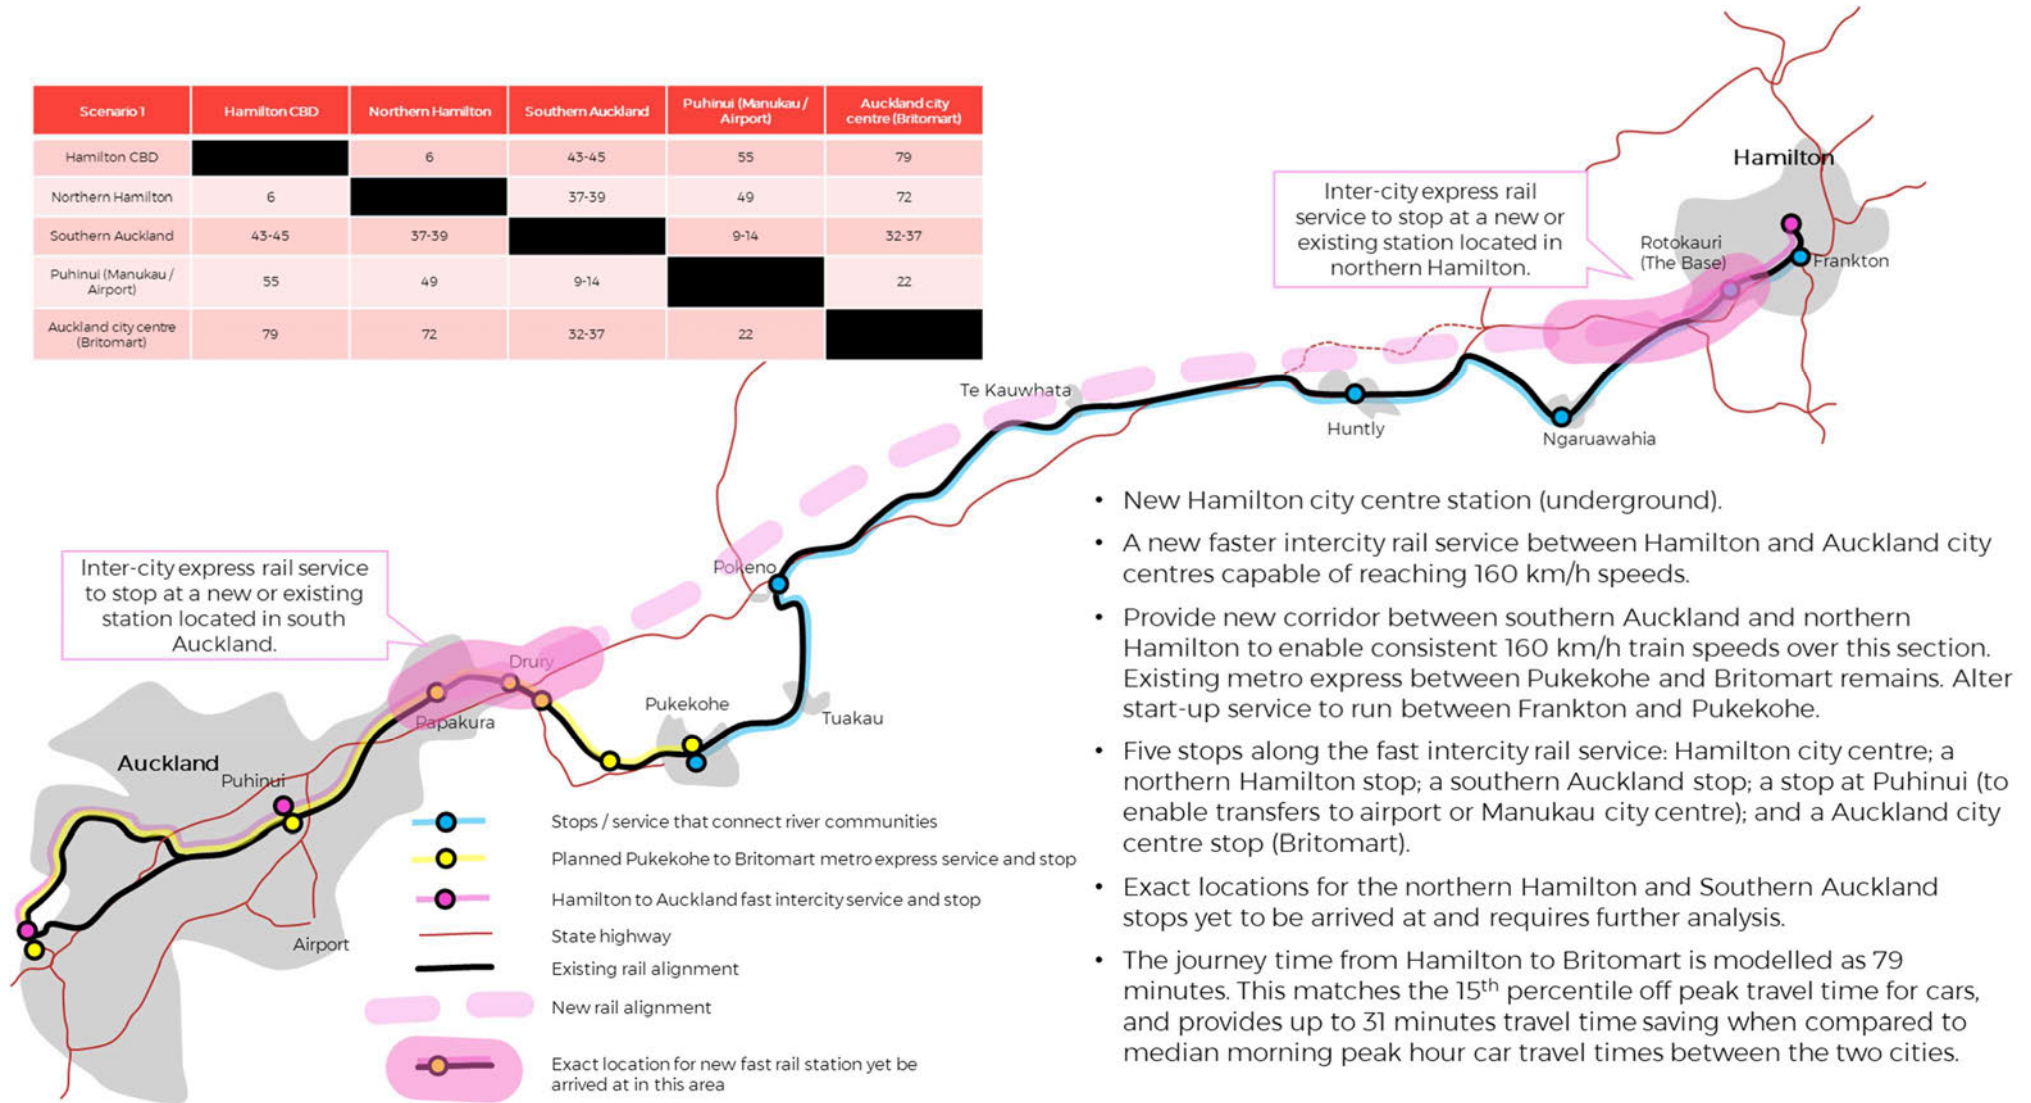 Scenario 1 Hamilton CBD Northern Hamilton Southern Auckland Puhinui (Manukau / Airport) Auckland city centre (Britomart)
Hamilton CBD 6 43-45 55 79
Northern Hamilton 6 37-39 49 72
Southern Auckland 43-45 37-39 9-14 32-37
Puhinui (Manukau / Airport) 55 49 9-14 22
Auckland city centre (Britomart) 79 72 32-37 22
Hamilton
Inter-city express rail
service to stop at a new or
existing station located in
northern Hamilton.
Rotokauri
(The Base)
Frankton
Te Kauwhata
Huntly
Ngaruawahia
Pokeno
Inter-city express rail service
to stop at a new or existing
station located in south
Auckland.
Drury
Papakura
Pukekohe
Tuakau
Auckland
Puhinui
Airport
Stops / service that connect river communities
Planned Pukekohe to Britomart metro express service and stop
Hamilton to Auckland fast intercity service and stop
State highway
Existing rail alignment
New rail alignment
Exact location for new fast rail station yet be
arrived at in this area
• New Hamilton city centre station (underground).
• A new faster intercity rail service between Hamilton and Auckland city
centres capable of reaching 160 km/h speeds.
• Provide new corridor between southern Auckland and northern
Hamilton to enable consistent 160 km/h train speeds over this section.
Existing metro express between Pukekohe and Britomart remains. Alter
start-up service to run between Frankton and Pukekohe.
• Five stops along the fast intercity rail service: Hamilton city centre; a
northern Hamilton stop; a southern Auckland stop; a stop at Puhinui (to
enable transfers to airport or Manukau city centre); and a Auckland city
centre stop (Britomart).
• Exact locations for the northern Hamilton and Southern Auckland
stops yet to be arrived at and requires further analysis.
• The journey time from Hamilton to Britomart is modelled as 79
minutes. This matches the 15th percentile off peak travel time for cars,
and provides up to 31 minutes travel time saving when compared to
median morning peak hour car travel times between the two cities.